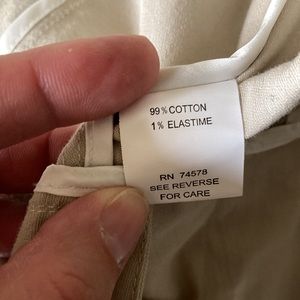 99% COTTON
1% ELASTIME
RN 74578
SEE REVERSE
FOR CARE